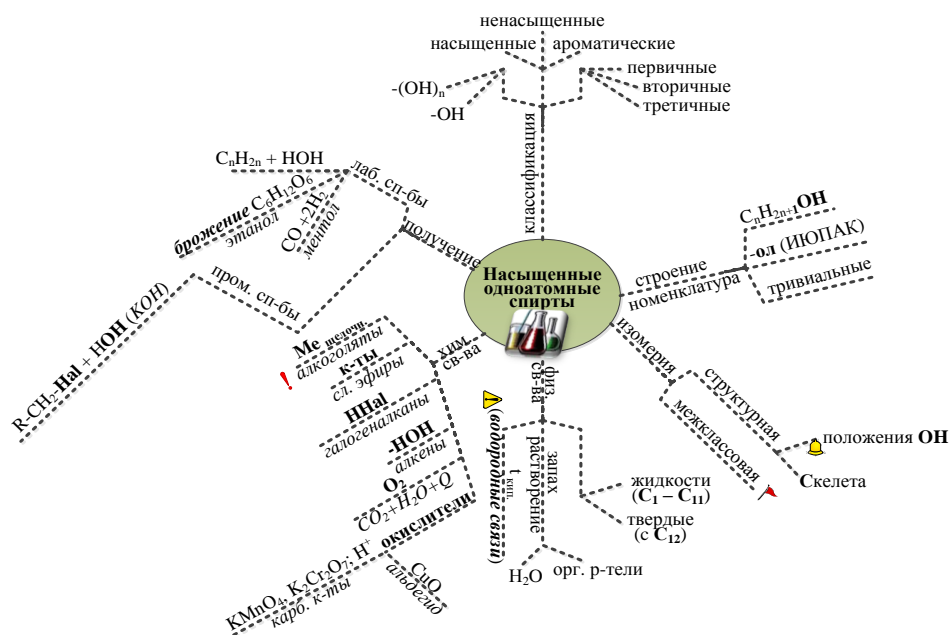 Насыщенные
одноатомные
спирты
классификация
ненасыщенные
насыщенные
ароматические
-(OH)ₙ
-OH
первичные
вторичные
третичные
строение
номенклатура
CₙH₂ₙ₊₁OH
-ол (ИЮПАК)
тривиальные
изомерия
структурная
положения ОН
Скелета
межклассовая
физ.
св-ва
жидкости
(C₁ – C₁₁)
твердые
(с C₁₂)
запах
растворение
H₂O
орг. р-тели
t кип
(водородные связи)
хим.
св-ва
Ме щелочн.
алкоголяты
к-ты
сл. эфиры
HHal
галогеналканы
-HOH
алкены
O₂
CO₂+H₂O+Q
окислители
KMnO₄, K₂Cr₂O₇; H⁺
карб. к-ты
CuO
альдегид
получение
лаб. сп-бы
CₙH₂ₙ + HOH
брожение C₆H₁₂O₆
этанол
CO+2H₂
ментол
пром. сп-бы
R-CH₂-Hal + HOH (KOH)